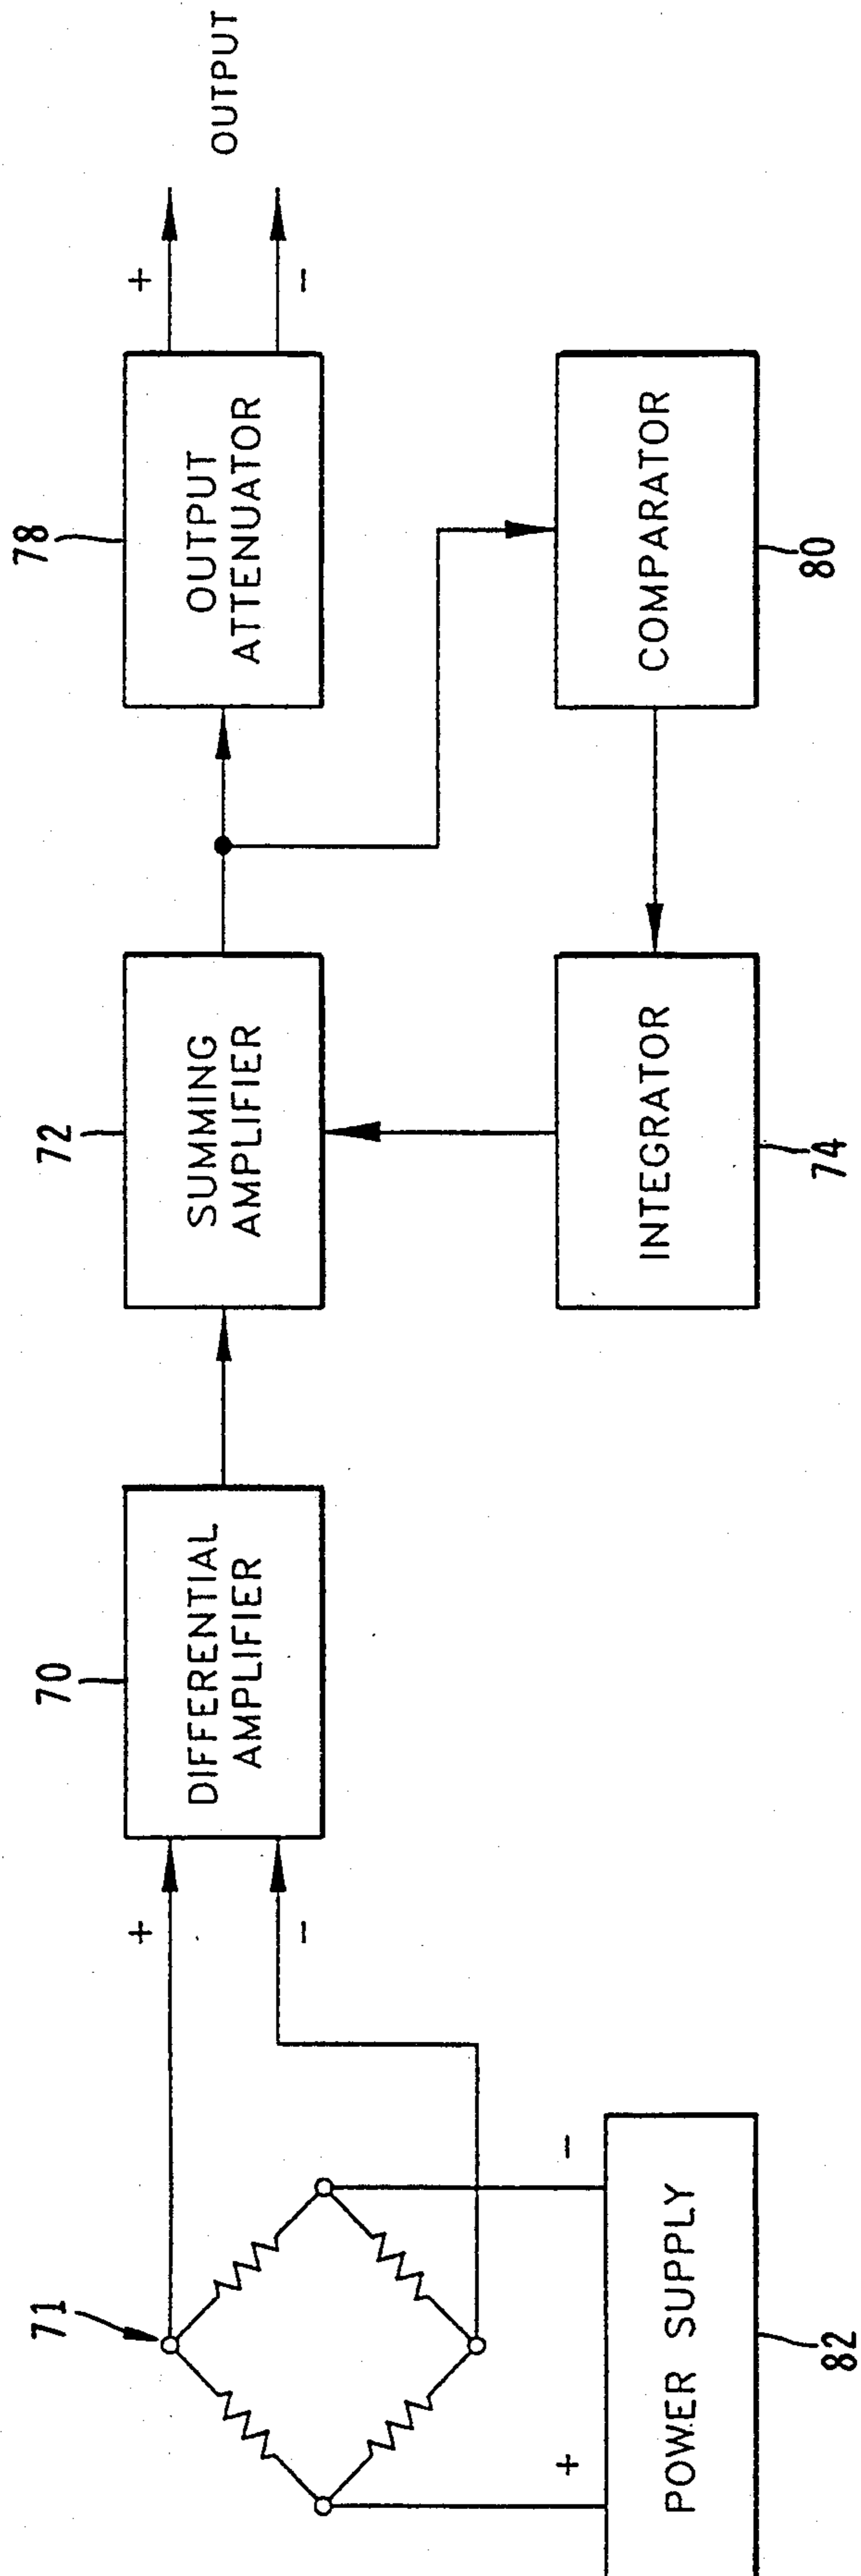 71
+
-
+
-
POWER SUPPLY
82
70
DIFFERENTIAL
AMPLIFIER
72
SUMMING
AMPLIFIER
INTEGRATOR
74
78
OUTPUT
ATTENUATOR
COMPARATOR
80
+
-
OUTPUT